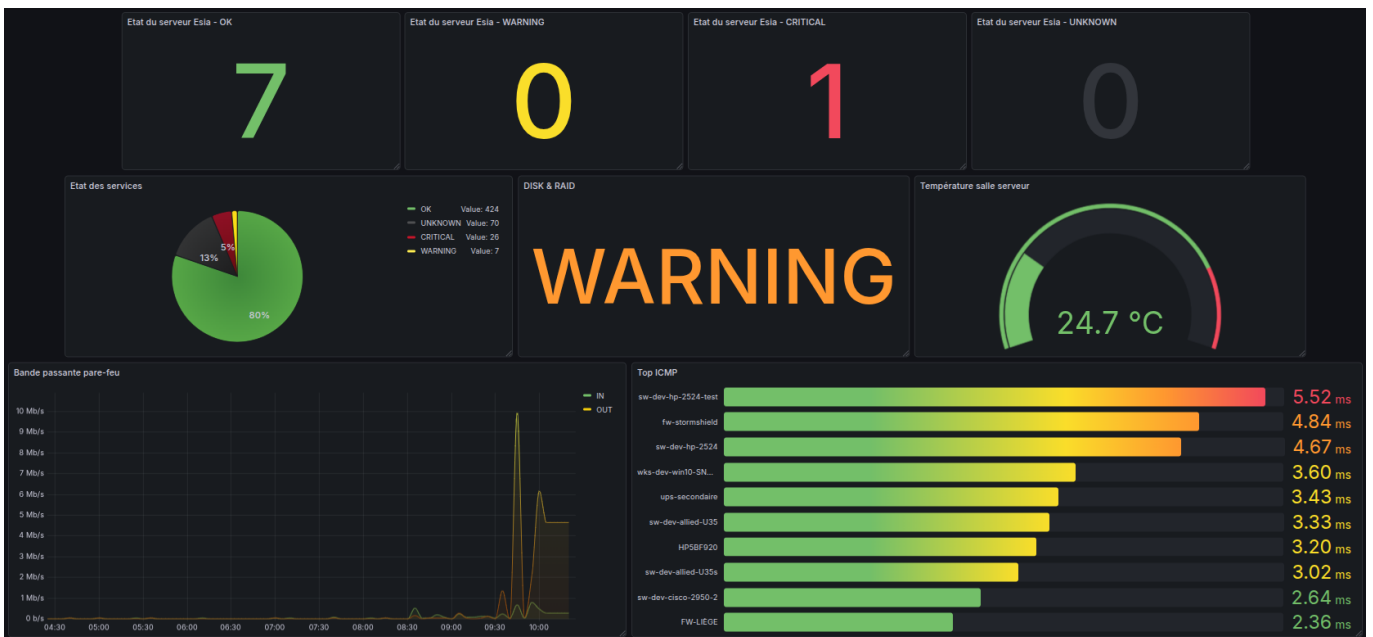 Etat du serveur Esia - OK
Etat du serveur Esia - WARNING
Etat du serveur Esia - CRITICAL
Etat du serveur Esia - UNKNOWN
7
0
1
0
Etat des services
OK Value: 424
UNKNOWN Value: 70
CRITICAL Value: 26
WARNING Value: 7
5%
13%
80%
DISK & RAID
WARNING
Température salle serveur
24.7 °C
Bande passante pare-feu
IN
OUT
10 Mb/s
9 Mb/s
8 Mb/s
7 Mb/s
6 Mb/s
5 Mb/s
4 Mb/s
3 Mb/s
2 Mb/s
1 Mb/s
0 b/s
04:30 05:00 05:30 06:00 06:30 07:00 07:30 08:00 08:30 09:00 09:30 10:00
Top ICMP
sw-dev-hp-2524-test 5.52 ms
fw-stormshield 4.84 ms
sw-dev-hp-2524 4.67 ms
wks-dev-win10-SN... 3.60 ms
ups-secondaire 3.43 ms
sw-dev-allied-U35 3.33 ms
HP5BF920 3.20 ms
sw-dev-allied-U35s 3.02 ms
sw-dev-cisco-2950-2 2.64 ms
FW-LIEGE 2.36 ms